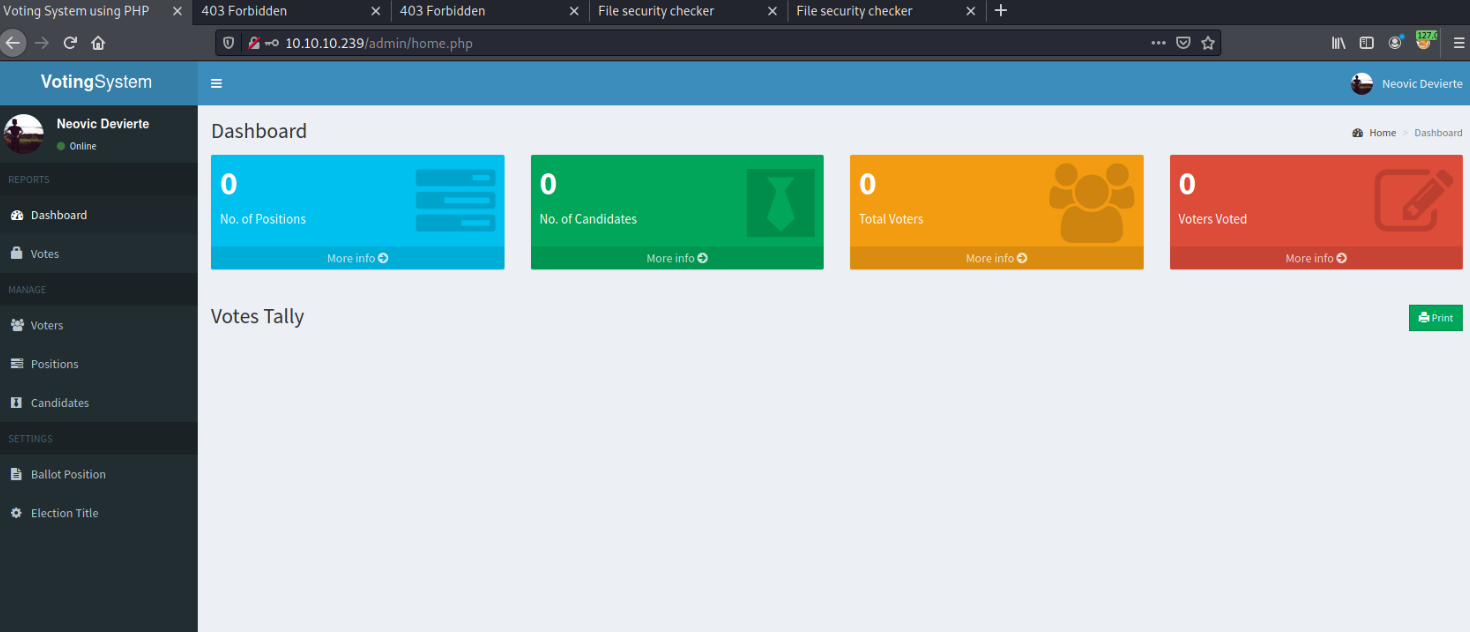 Voting System using PHP
403 Forbidden
403 Forbidden
File security checker
File security checker
10.10.10.239/admin/home.php
VotingSystem
Neovic Devierte
Neovic Devierte
Online
REPORTS
Dashboard
Votes
MANAGE
Voters
Positions
Candidates
SETTINGS
Ballot Position
Election Title
Dashboard
Home > Dashboard
0
No. of Positions
More info
0
No. of Candidates
More info
0
Total Voters
More info
0
Voters Voted
More info
Votes Tally
Print